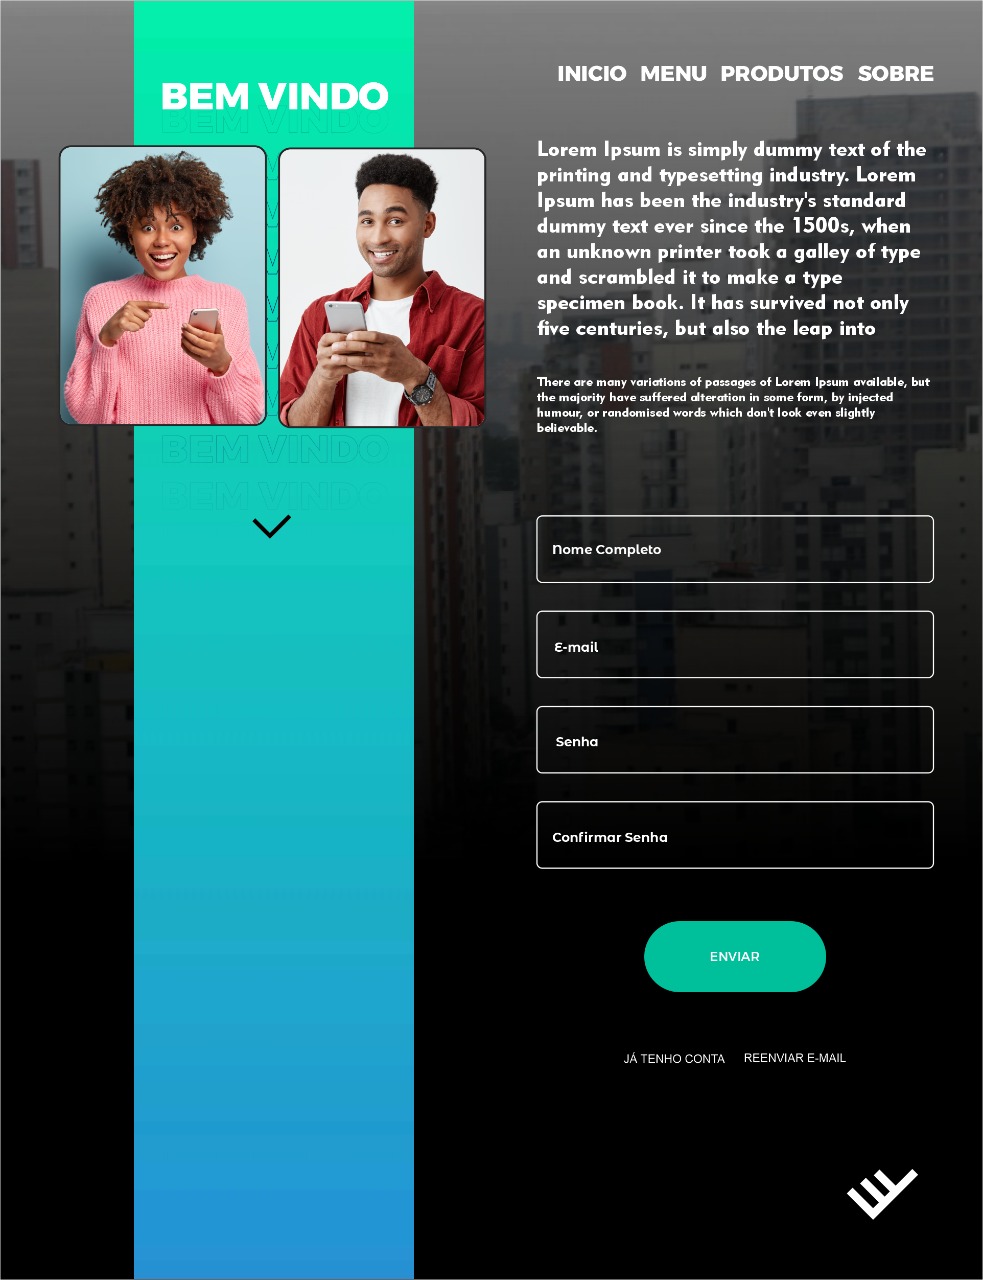 BEM VINDO
BEM VINDO
BEM VINDO
BEM VINDO
INICIO MENU PRODUTOS SOBRE
Lorem Ipsum is simply dummy text of the
printing and typesetting industry. Lorem
Ipsum has been the industry's standard
dummy text ever since the 1500s, when
an unknown printer took a galley of type
and scrambled it to make a type
specimen book. It has survived not only
five centuries, but also the leap into
There are many variations of passages of Lorem Ipsum available, but
the majority have suffered alteration in some form, by injected
humour, or randomised words which don't look even slightly
believable.
Nome Completo
E-mail
Senha
Confirmar Senha
ENVIAR
JÁ TENHO CONTA REENVIAR E-MAIL